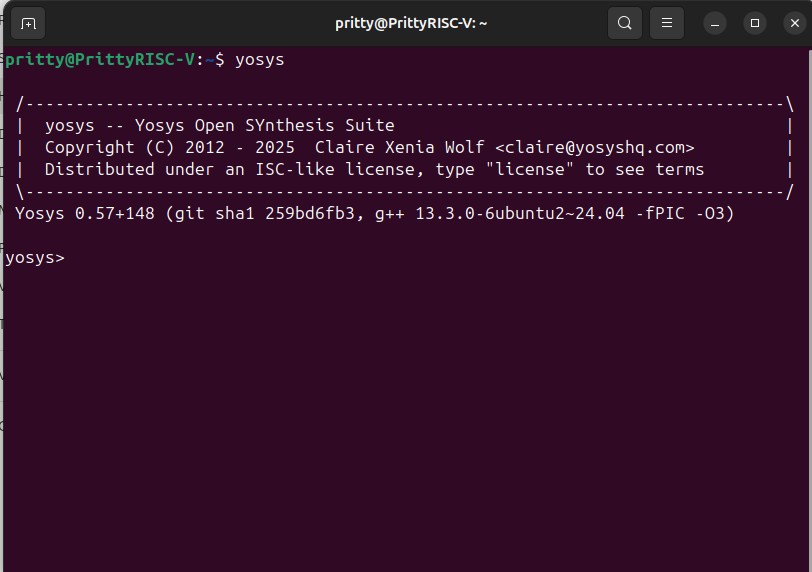 pritty@PrittyRISC-V: ~
pritty@PrittyRISC-V:~$ yosys
/----------------------------------------------------------------------------\
|  yosys -- Yosys Open SYnthesis Suite                                       |
|  Copyright (C) 2012 - 2025  Claire Xenia Wolf <claire@yosyshq.com>         |
|  Distributed under an ISC-like license, type "license" to see terms        |
\----------------------------------------------------------------------------/
Yosys 0.57+148 (git sha1 259bd6fb3, g++ 13.3.0-6ubuntu2~24.04 -fPIC -O3)
yosys>